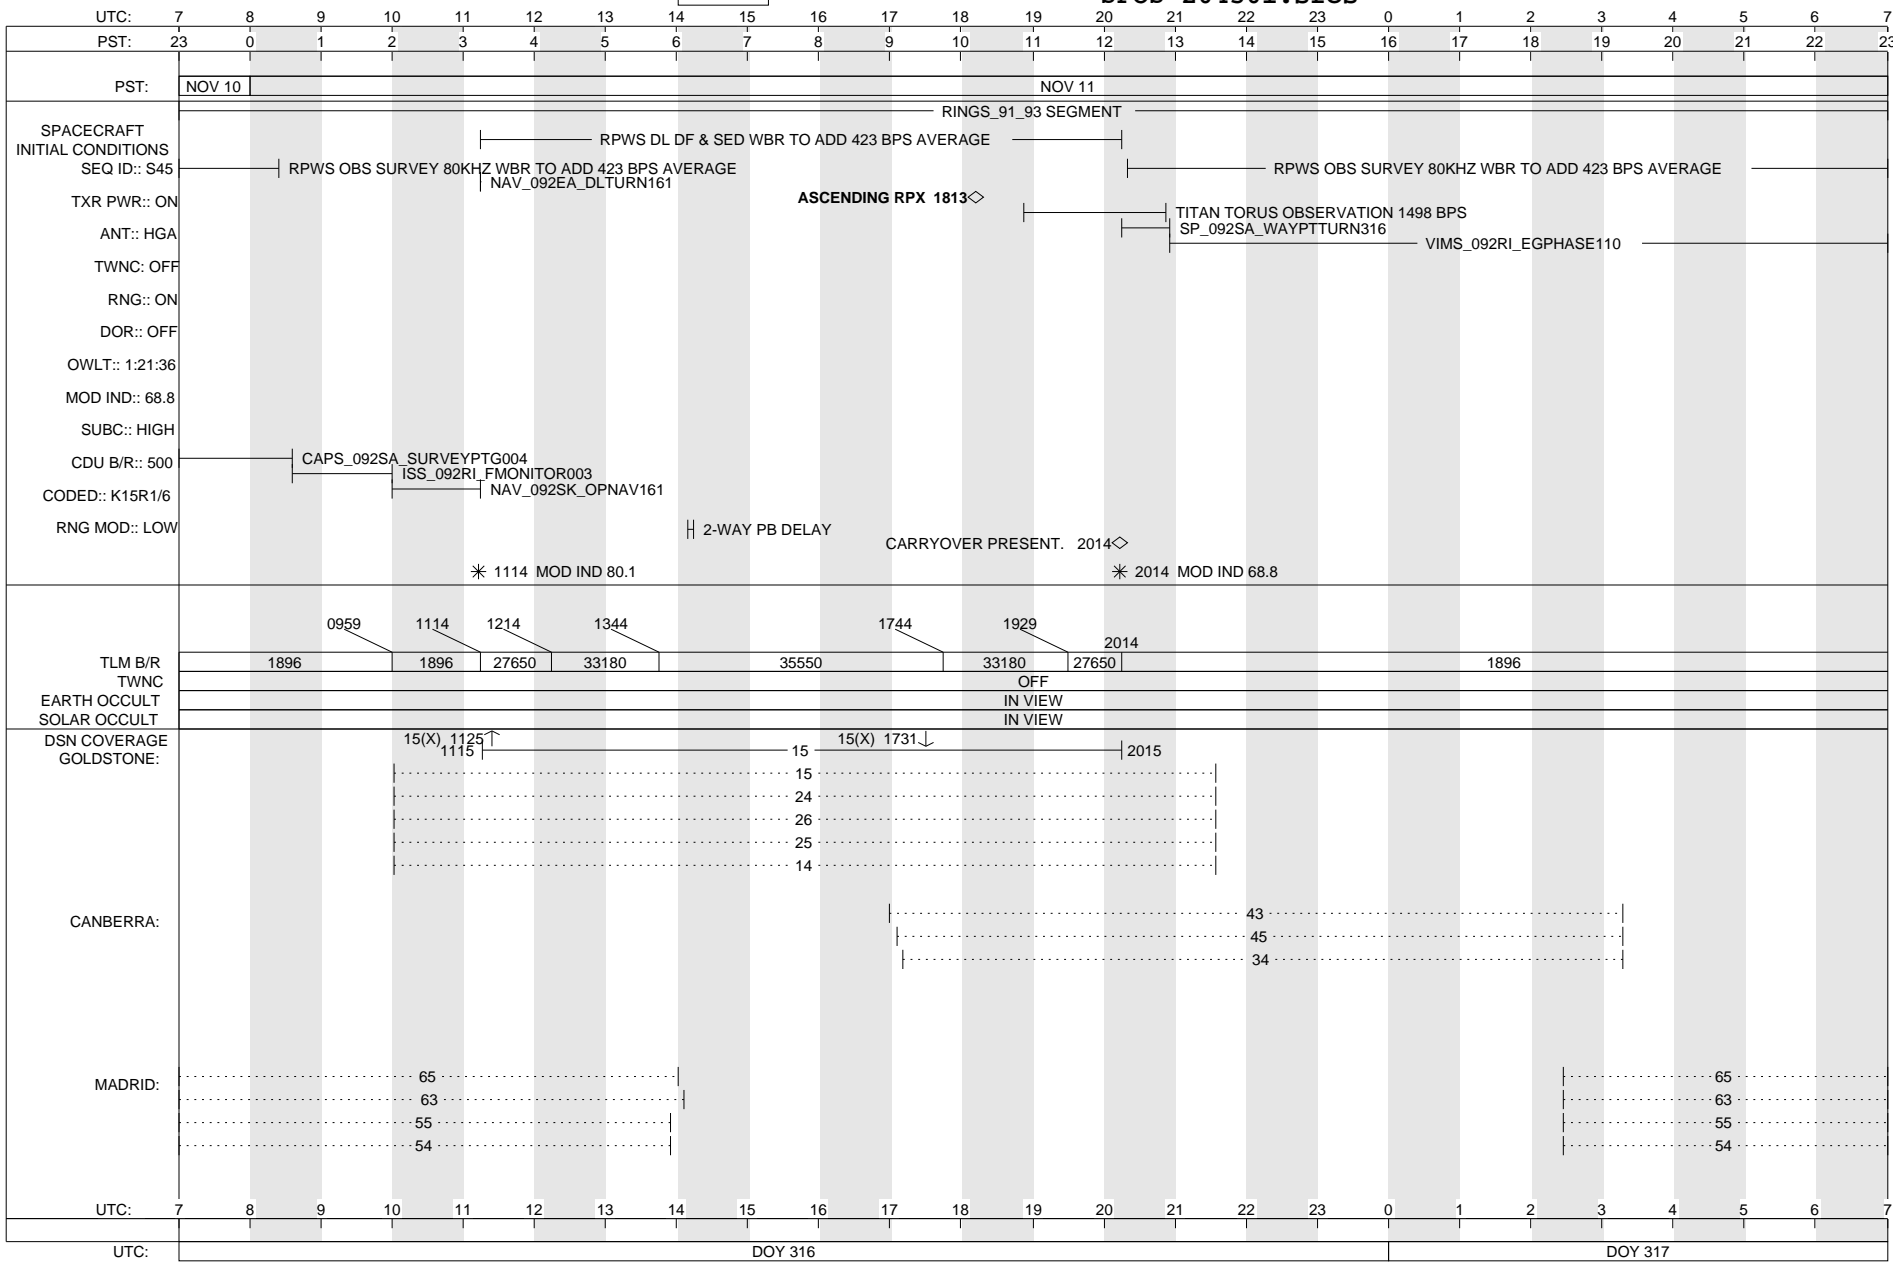 UTC: 7 8 9 10 11 12 13 14 15 16 17 18 19 20 21 22 23 0 1 2 3 4 5 6 7
PST: 23 0 1 2 3 4 5 6 7 8 9 10 11 12 13 14 15 16 17 18 19 20 21 22 23
PST: NOV 10 NOV 11
RINGS_91_93 SEGMENT
SPACECRAFT
INITIAL CONDITIONS
RPWS DL DF & SED WBR TO ADD 423 BPS AVERAGE
SEQ ID:: S45
RPWS OBS SURVEY 80KHZ WBR TO ADD 423 BPS AVERAGE
RPWS OBS SURVEY 80KHZ WBR TO ADD 423 BPS AVERAGE
NAV_092EA_DLTURN161
TXR PWR:: ON
ASCENDING RPX 1813
TITAN TORUS OBSERVATION 1498 BPS
ANT:: HGA
SP_092SA_WAYPTTURN316
VIMS_092RI_EGPHASE110
TWNC: OFF
RNG:: ON
DOR:: OFF
OWLT:: 1:21:36
MOD IND:: 68.8
SUBC:: HIGH
CDU B/R:: 500
CAPS_092SA_SURVEYPTG004
ISS_092RI_FMONITOR003
CODED:: K15R1/6
NAV_092SK_OPNAV161
RNG MOD:: LOW
2-WAY PB DELAY
CARRYOVER PRESENT. 2014
1114 MOD IND 80.1
2014 MOD IND 68.8
0959 1114 1214 1344 1744 1929
2014
TLM B/R 1896 1896 27650 33180 35550 33180 27650 1896
TWNC OFF
EARTH OCCULT IN VIEW
SOLAR OCCULT IN VIEW
DSN COVERAGE
15(X) 1125
15(X) 1731
GOLDSTONE:
1115 15 2015
15
24
26
25
14
CANBERRA:
43
45
34
MADRID:
65 65
63 63
55 55
54 54
UTC: 7 8 9 10 11 12 13 14 15 16 17 18 19 20 21 22 23 0 1 2 3 4 5 6 7
UTC: DOY 316 DOY 317